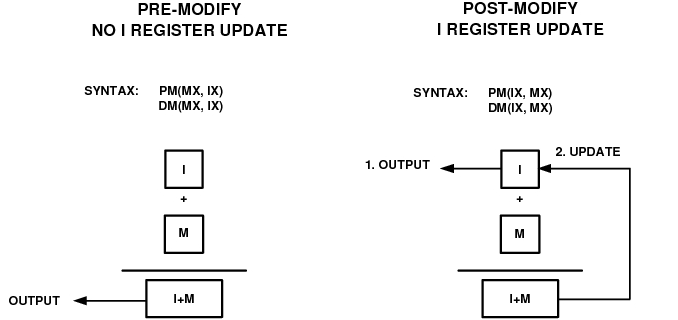 PRE-MODIFY
NO I REGISTER UPDATE
SYNTAX: PM(MX, IX)
DM(MX, IX)
I
+
M
I+M
OUTPUT
POST-MODIFY
I REGISTER UPDATE
SYNTAX: PM(IX, MX)
DM(IX, MX)
1. OUTPUT
I
2. UPDATE
+
M
I+M